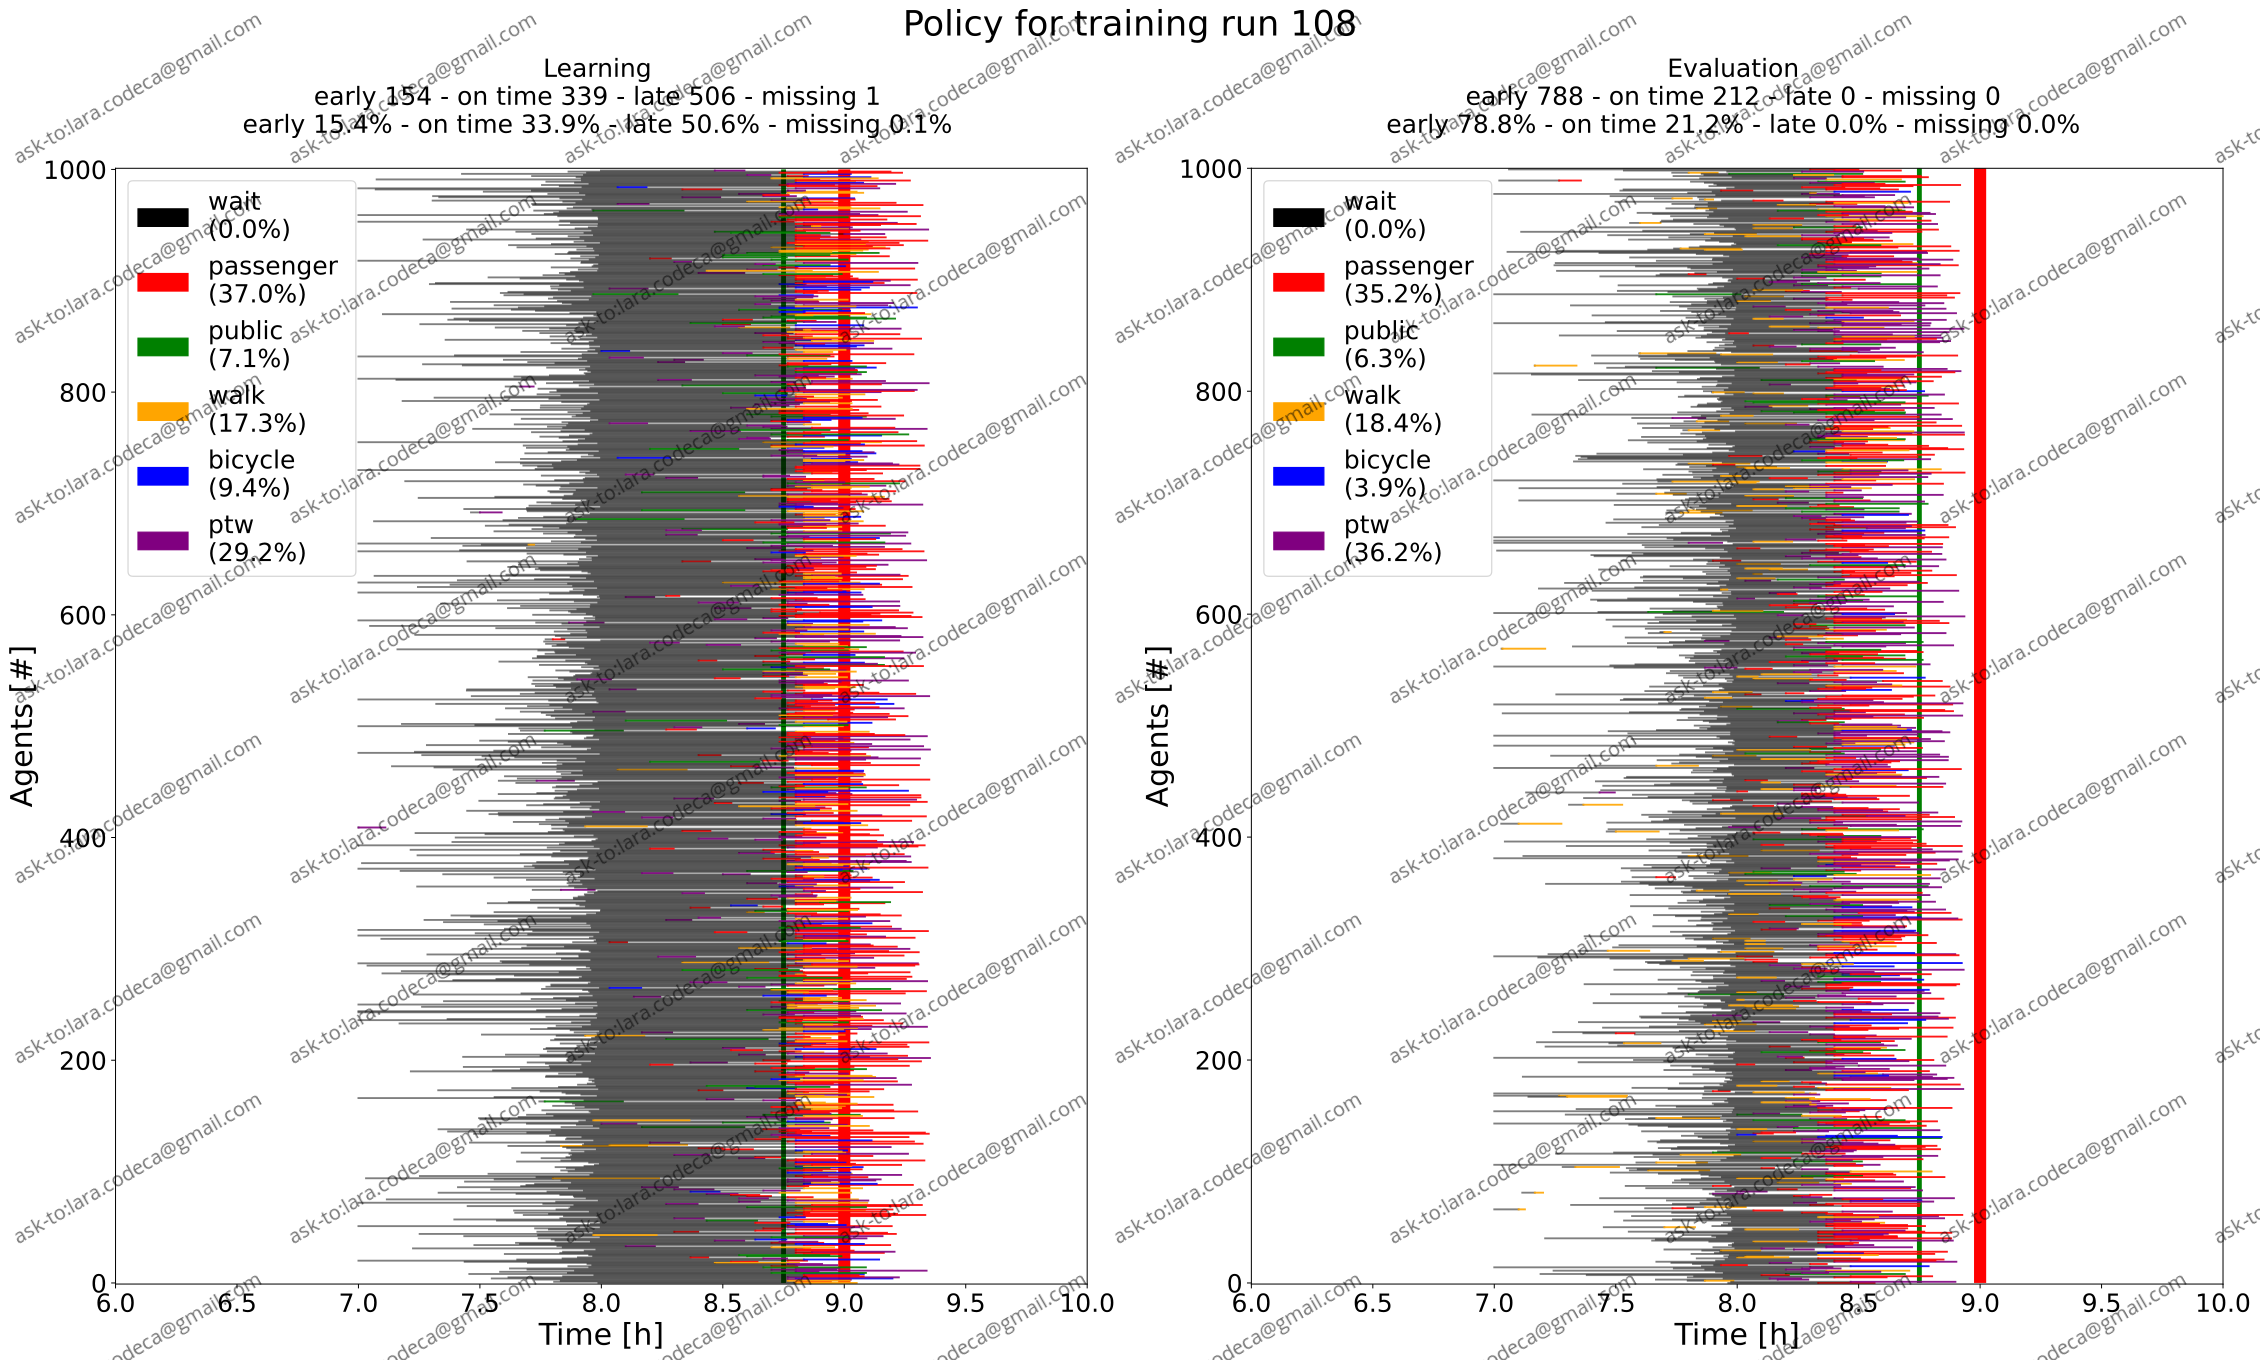 Policy for training run 108
Learning
early 154 - on time 339 - late 506 - missing 1
early 15.4% - on time 33.9% - late 50.6% - missing 0.1%
1000
800
600
400
200
0
Agents [#]
wait
(0.0%)
passenger
(37.0%)
public
(7.1%)
walk
(17.3%)
bicycle
(9.4%)
ptw
(29.2%)
6.0 6.5 7.0 7.5 8.0 8.5 9.0 9.5 10.0
Time [h]
Evaluation
early 788 - on time 212 - late 0 - missing 0
early 78.8% - on time 21.2% - late 0.0% - missing 0.0%
1000
800
600
400
200
0
Agents [#]
wait
(0.0%)
passenger
(35.2%)
public
(6.3%)
walk
(18.4%)
bicycle
(3.9%)
ptw
(36.2%)
6.0 6.5 7.0 7.5 8.0 8.5 9.0 9.5 10.0
Time [h]
ask-to:lara.codeca@gmail.com